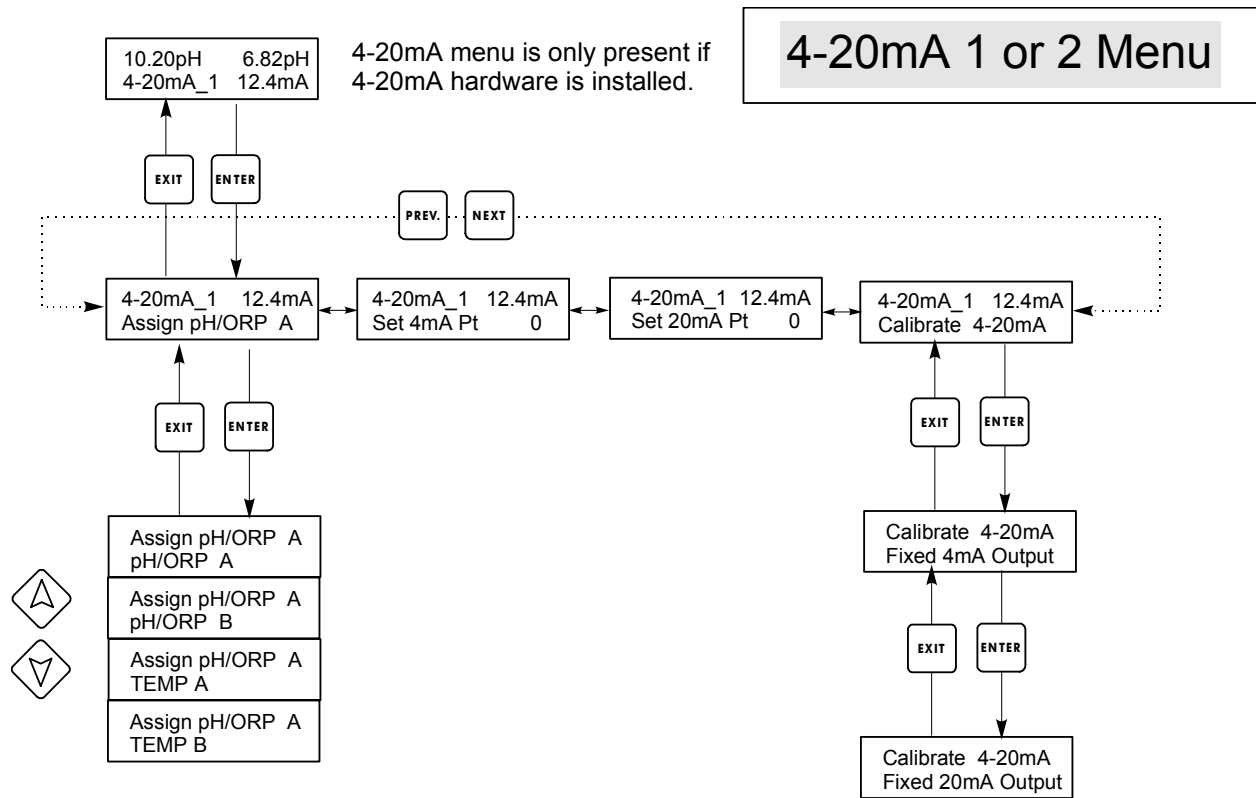 4-20mA 1 or 2 Menu
10.20pH 6.82pH
4-20mA_1 12.4mA
4-20mA menu is only present if
4-20mA hardware is installed.
EXIT ENTER
PREV. NEXT
4-20mA_1 12.4mA
Assign pH/ORP A
4-20mA_1 12.4mA
Set 4mA Pt 0
4-20mA_1 12.4mA
Set 20mA Pt 0
4-20mA_1 12.4mA
Calibrate 4-20mA
EXIT ENTER
EXIT ENTER
Assign pH/ORP A
pH/ORP A
Assign pH/ORP A
pH/ORP B
Assign pH/ORP A
TEMP A
Assign pH/ORP A
TEMP B
Calibrate 4-20mA
Fixed 4mA Output
EXIT ENTER
Calibrate 4-20mA
Fixed 20mA Output